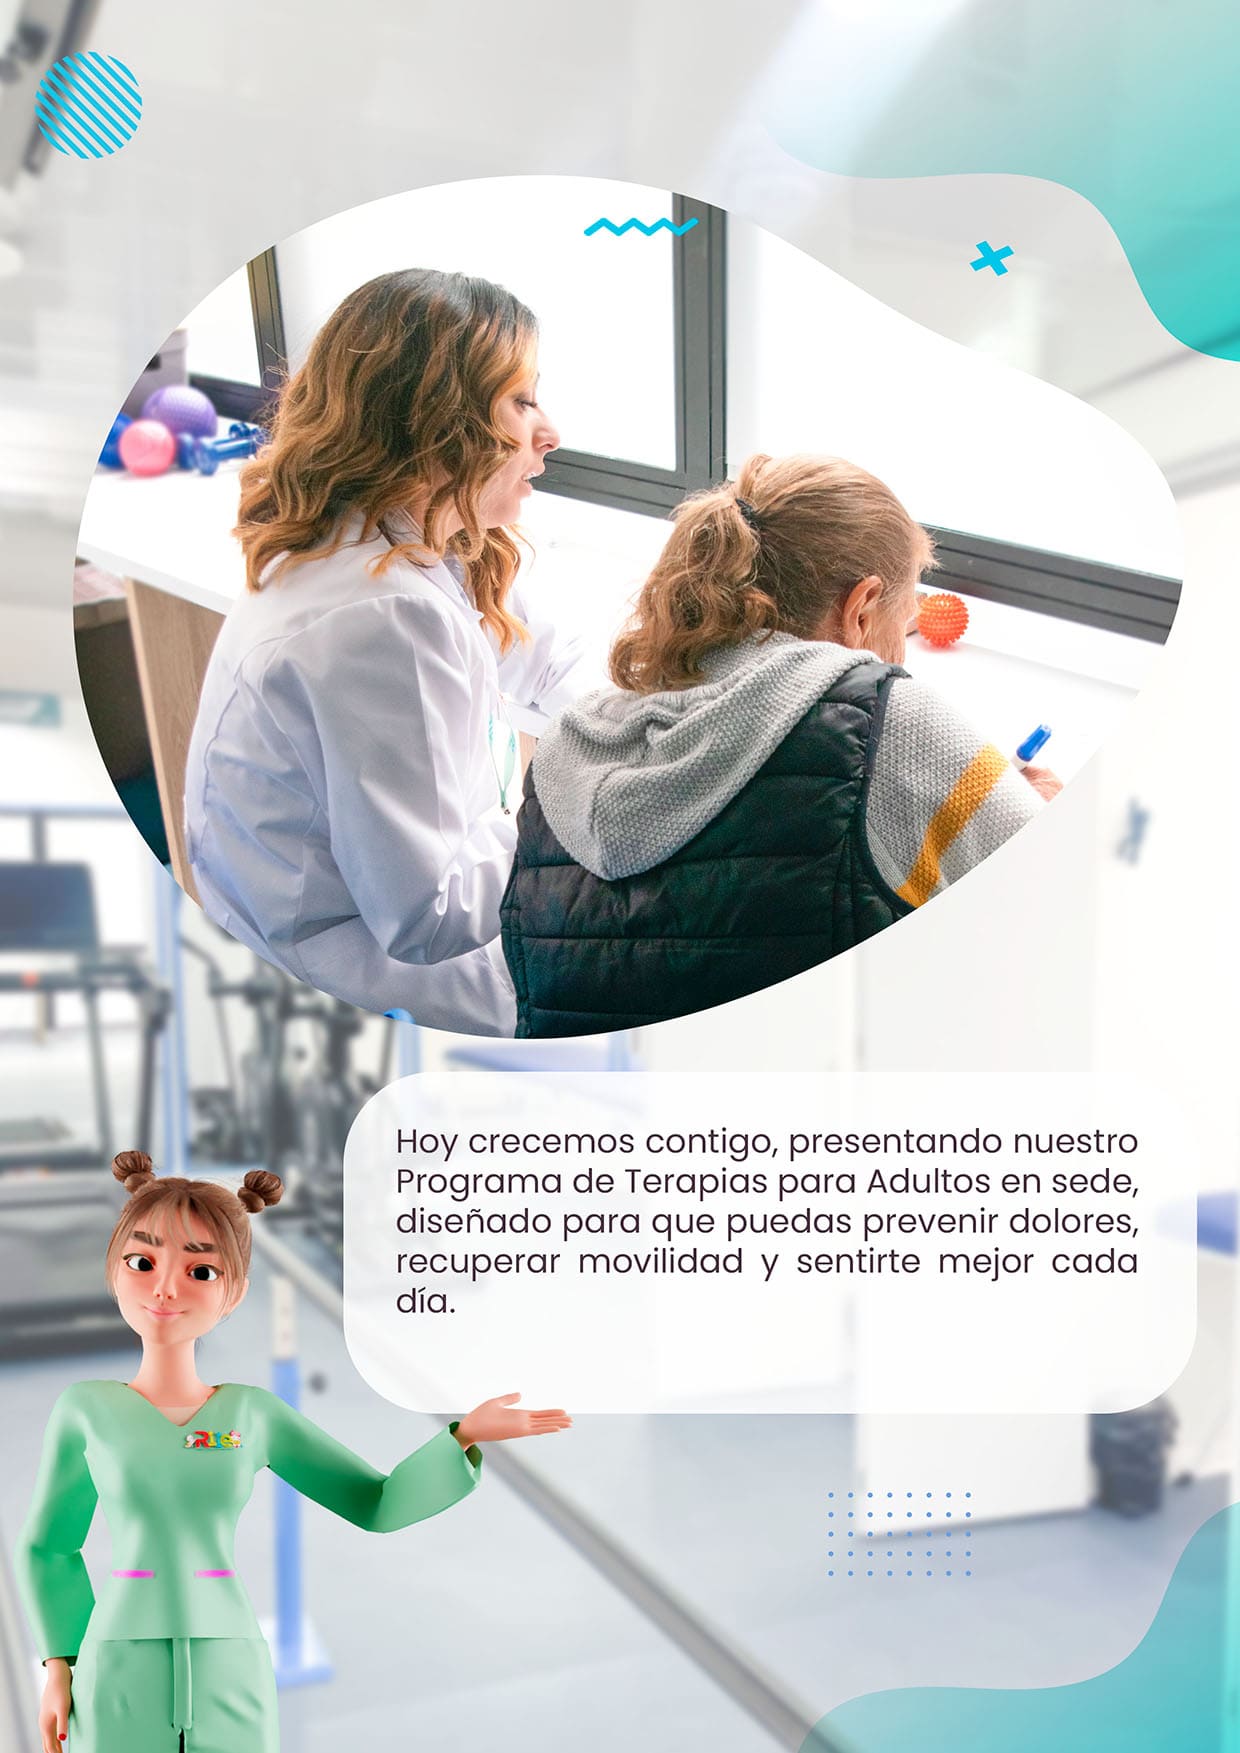 Hoy crecemos contigo, presentando nuestro
Programa de Terapias para Adultos en sede,
diseñado para que puedas prevenir dolores,
recuperar movilidad y sentirte mejor cada
día.